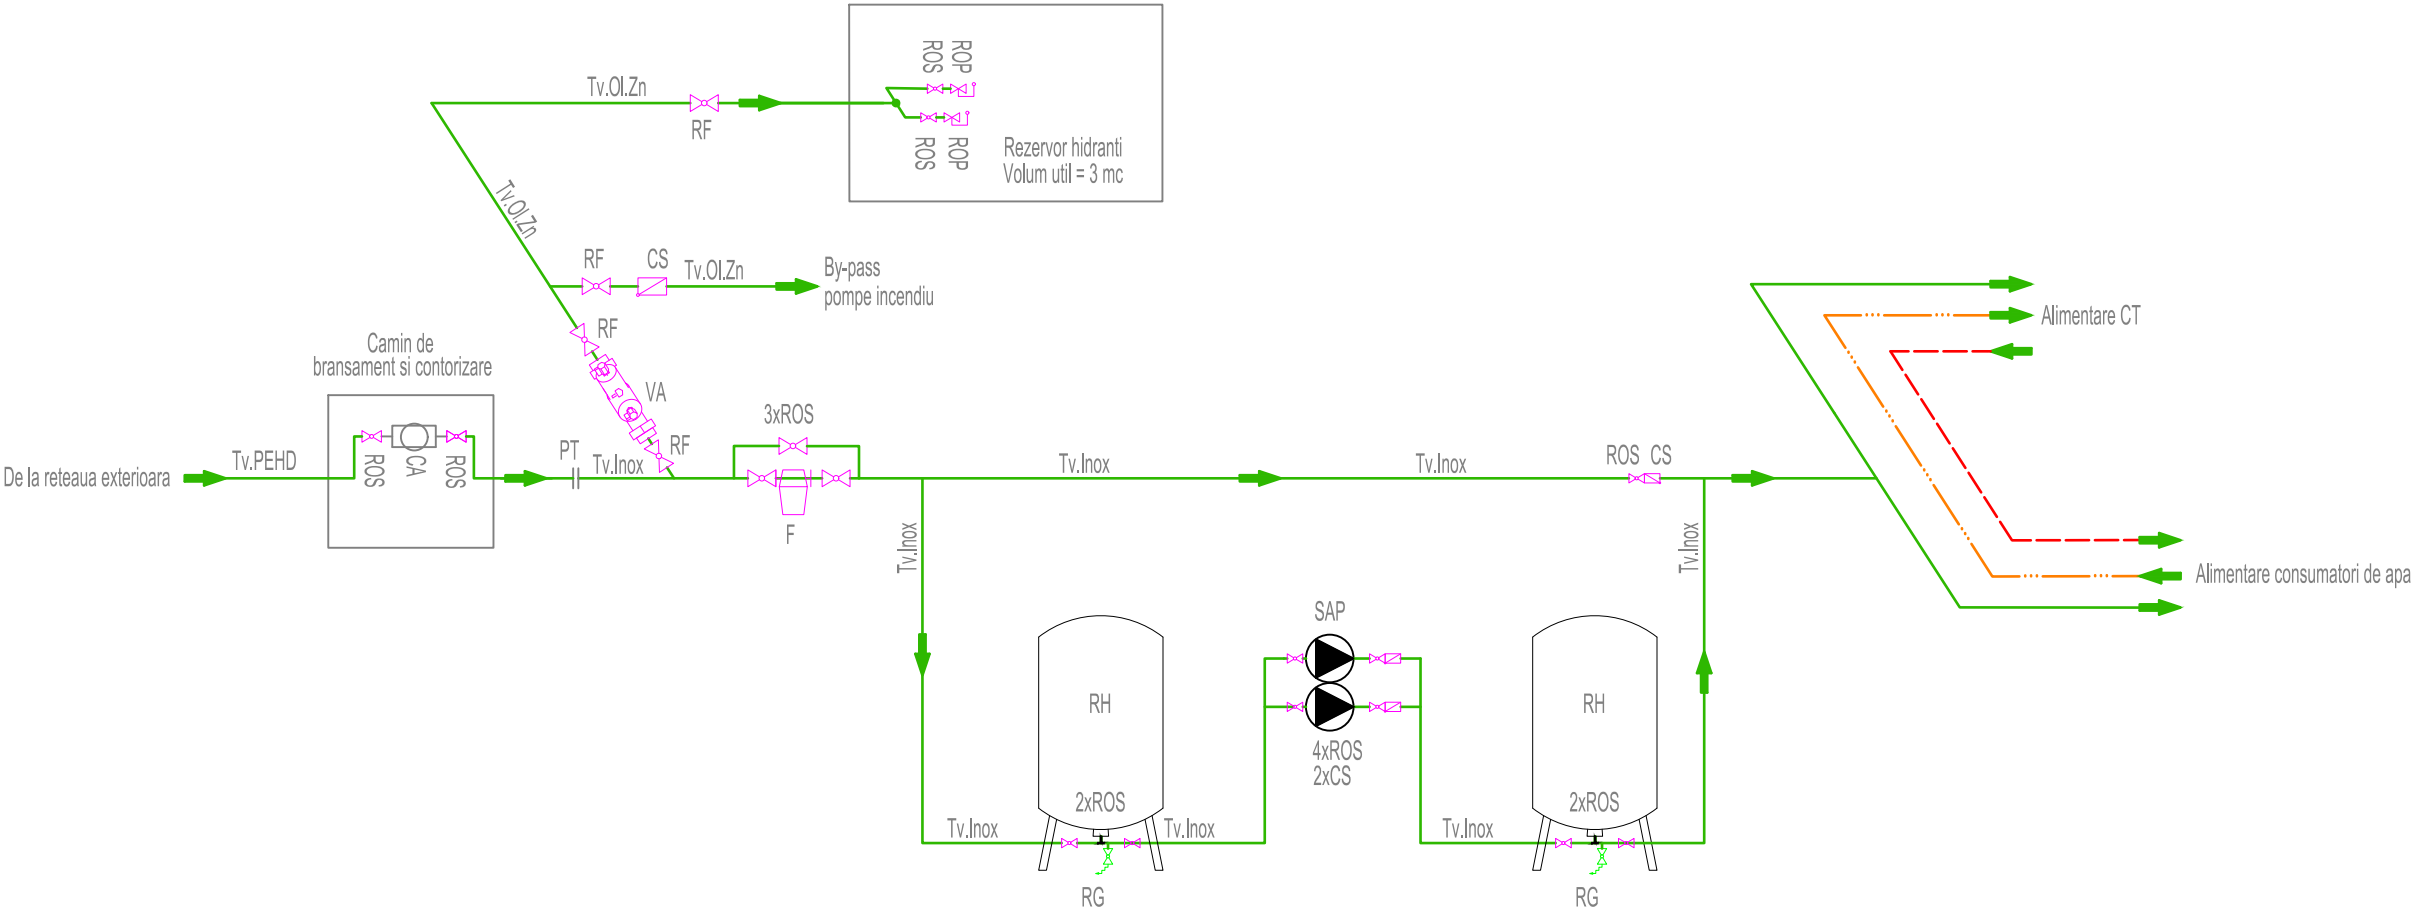 ROS
ROP
Tv.Ol.Zn
RF
ROS
ROP
Rezervor hidranti
Volum util = 3 mc
Tv.Ol.Zn
RF
CS
Tv.Ol.Zn
By-pass
pompe incendiu
RF
Alimentare CT
Camin de
bransament si contorizare
VA
3xROS
RF
PT
Tv.Inox
De la reteaua exterioara
Tv.PEHD
ROS
CA
ROS
Tv.Inox
Tv.Inox
ROS
CS
F
Tv.Inox
Tv.Inox
Alimentare consumatori de apa
SAP
RH
RH
4xROS
2xCS
2xROS
2xROS
Tv.Inox
Tv.Inox
Tv.Inox
RG
RG